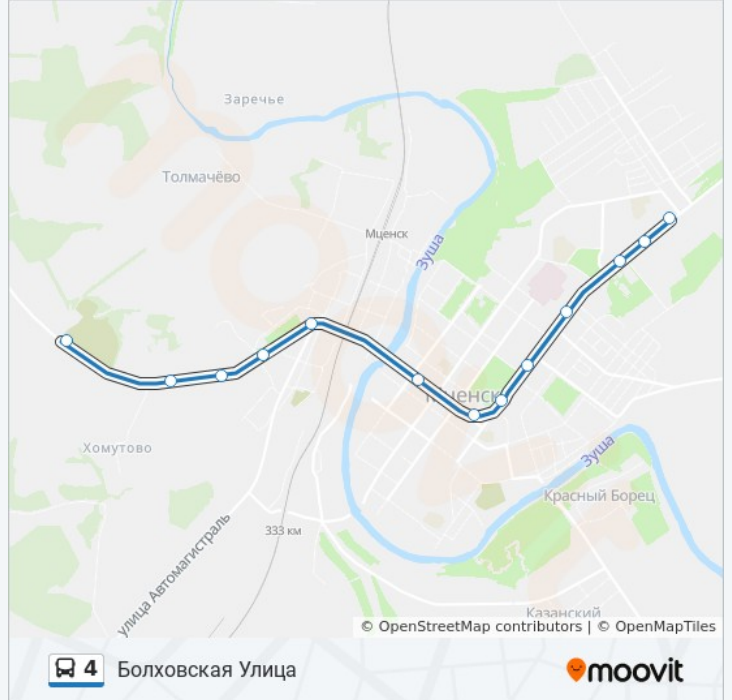 Заречье
Толмачёво
Мценск
Зуша
Мценск
Хомутово
Зуша
Красный Борец
333 км
улица Автомагистраль
Казанский
© OpenStreetMap contributors | © OpenMapTiles
4 Болховская Улица
moovit